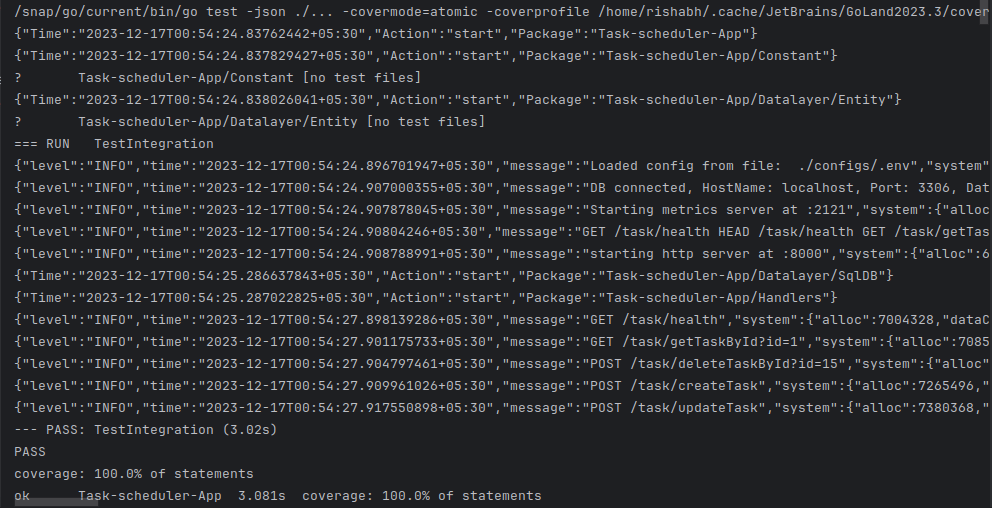 /snap/go/current/bin/go test -json ./... -covermode=atomic -coverprofile /home/rishabh/.cache/JetBrains/GoLand2023.3/cover
{"Time":"2023-12-17T00:54:24.83762442+05:30","Action":"start","Package":"Task-scheduler-App"}
{"Time":"2023-12-17T00:54:24.837829427+05:30","Action":"start","Package":"Task-scheduler-App/Constant"}
?       Task-scheduler-App/Constant [no test files]
{"Time":"2023-12-17T00:54:24.838026041+05:30","Action":"start","Package":"Task-scheduler-App/Datalayer/Entity"}
?       Task-scheduler-App/Datalayer/Entity [no test files]
=== RUN   TestIntegration
{"level":"INFO","time":"2023-12-17T00:54:24.896701947+05:30","message":"Loaded config from file:  ./configs/.env","system"
{"level":"INFO","time":"2023-12-17T00:54:24.907000355+05:30","message":"DB connected, HostName: localhost, Port: 3306, Dat
{"level":"INFO","time":"2023-12-17T00:54:24.907878045+05:30","message":"Starting metrics server at :2121","system":{"alloc
{"level":"INFO","time":"2023-12-17T00:54:24.90804246+05:30","message":"GET /task/health HEAD /task/health GET /task/getTas
{"level":"INFO","time":"2023-12-17T00:54:24.908788991+05:30","message":"starting http server at :8000","system":{"alloc":6
{"Time":"2023-12-17T00:54:25.286637843+05:30","Action":"start","Package":"Task-scheduler-App/Datalayer/SqlDB"}
{"Time":"2023-12-17T00:54:25.287022825+05:30","Action":"start","Package":"Task-scheduler-App/Handlers"}
{"level":"INFO","time":"2023-12-17T00:54:27.898139286+05:30","message":"GET /task/health","system":{"alloc":7004328,"dataC
{"level":"INFO","time":"2023-12-17T00:54:27.901175733+05:30","message":"GET /task/getTaskById?id=1","system":{"alloc":7085
{"level":"INFO","time":"2023-12-17T00:54:27.904797461+05:30","message":"POST /task/deleteTaskById?id=15","system":{"alloc"
{"level":"INFO","time":"2023-12-17T00:54:27.909961026+05:30","message":"POST /task/createTask","system":{"alloc":7265496,"
{"level":"INFO","time":"2023-12-17T00:54:27.917550898+05:30","message":"POST /task/updateTask","system":{"alloc":7380368,"
--- PASS: TestIntegration (3.02s)
PASS
coverage: 100.0% of statements
ok      Task-scheduler-App  3.081s  coverage: 100.0% of statements